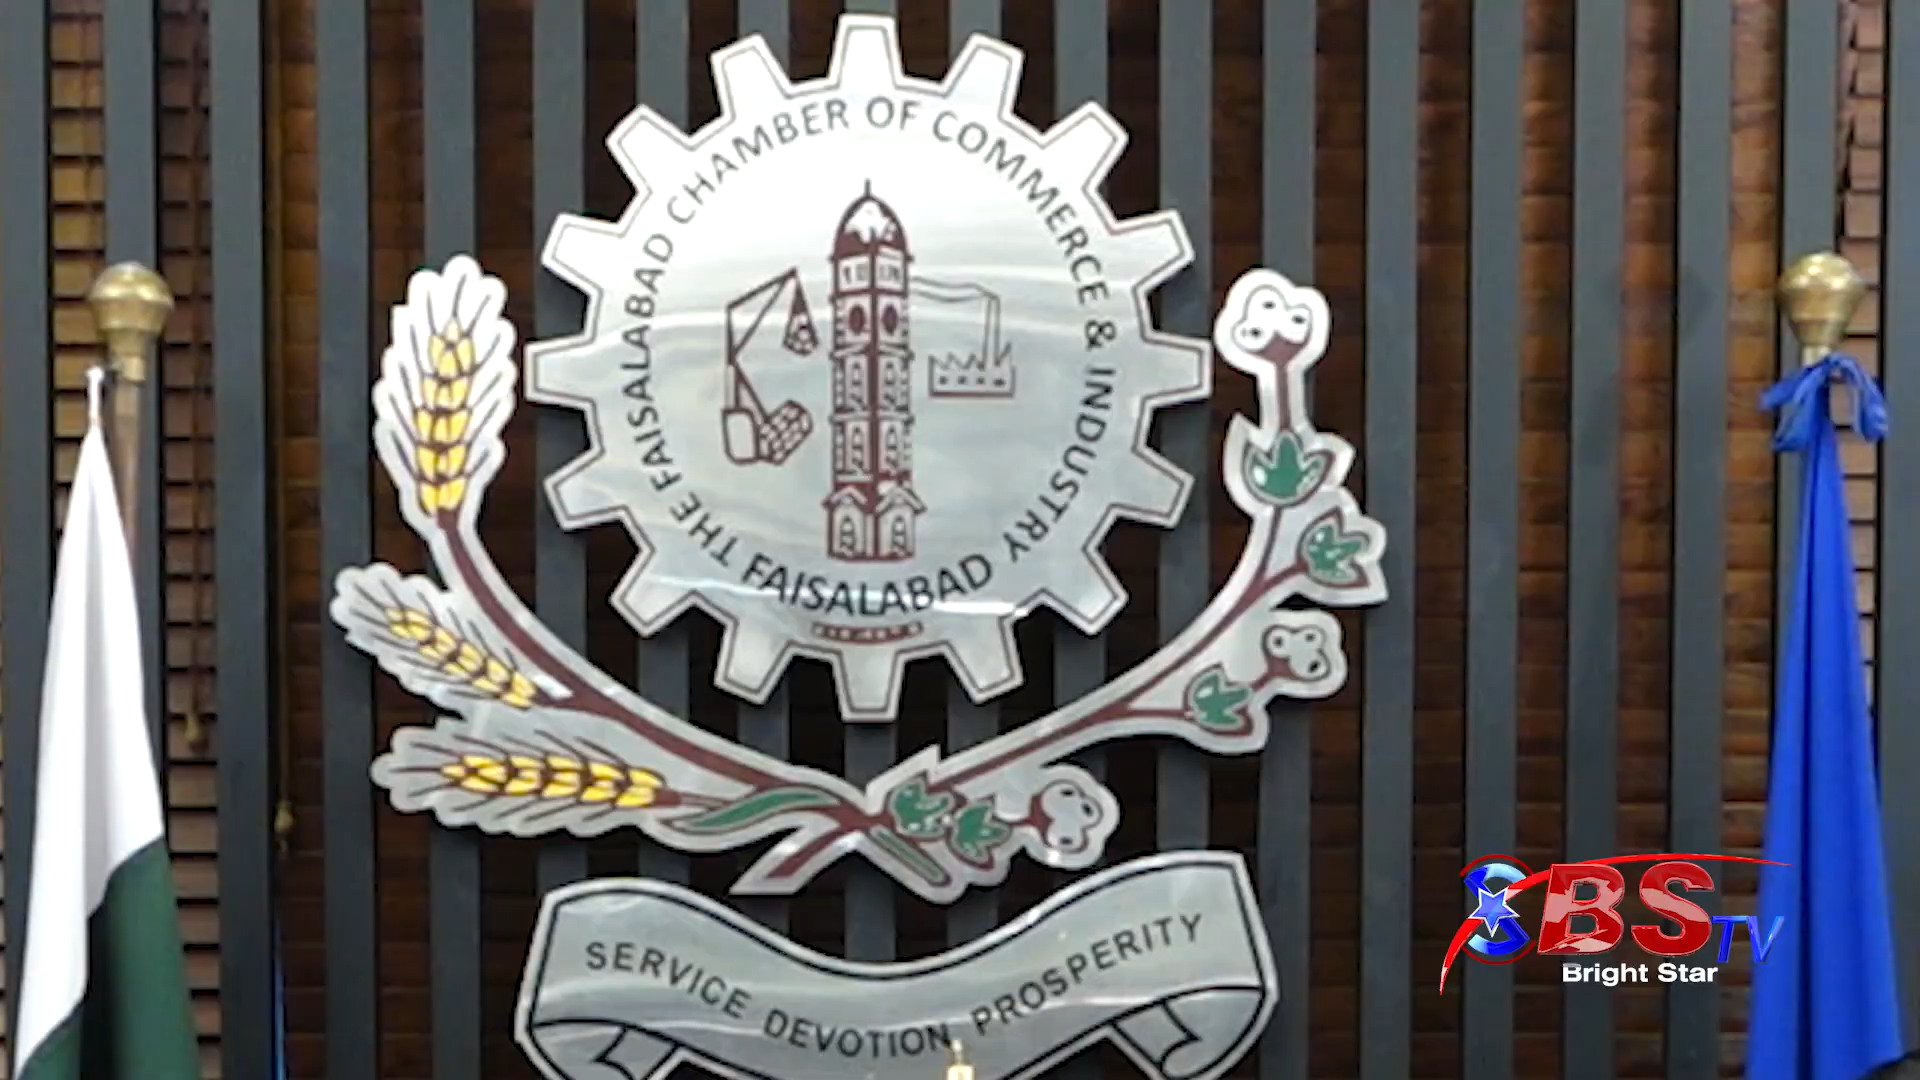 THE FAISALABAD CHAMBER OF COMMERCE & INDUSTRY
FAISALABAD
SERVICE DEVOTION PROSPERITY
BS TV
Bright Star